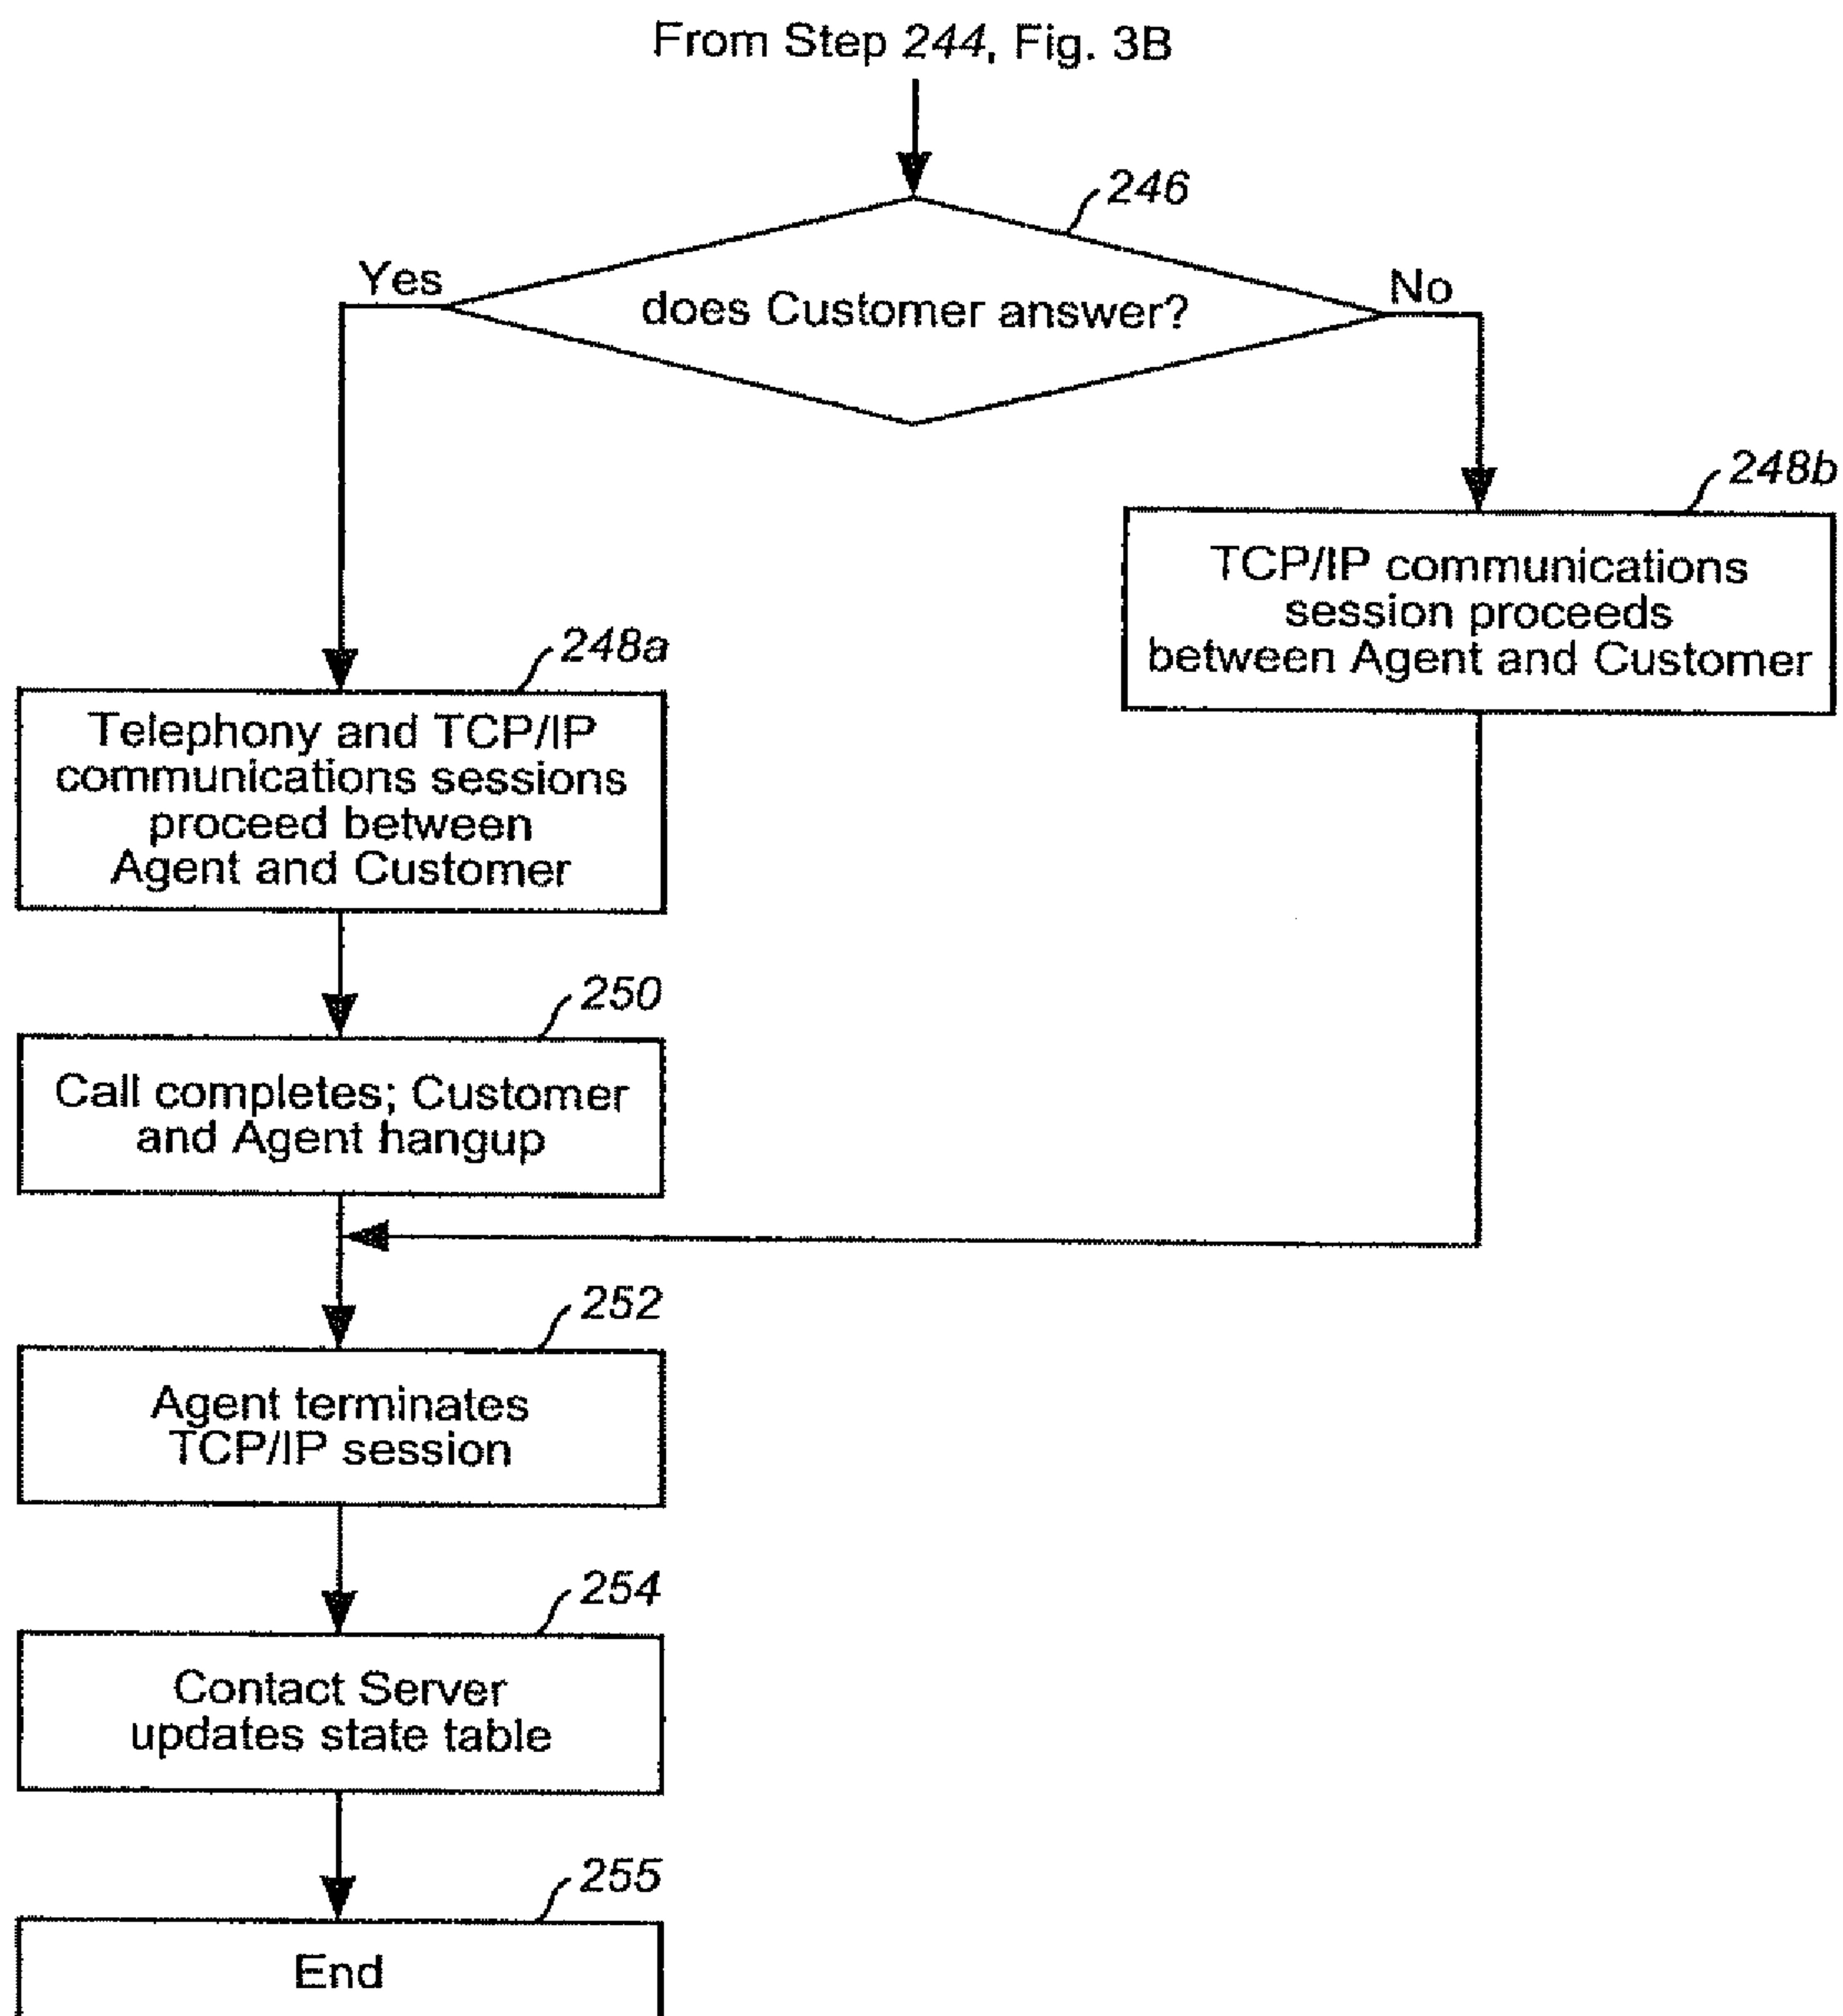 From Step 244, Fig. 3B
246
Yes
does Customer answer?
No
248b
TCP/IP communications
session proceeds
between Agent and Customer
248a
Telephony and TCP/IP
communications sessions
proceed between
Agent and Customer
250
Call completes; Customer
and Agent hangup
252
Agent terminates
TCP/IP session
254
Contact Server
updates state table
255
End